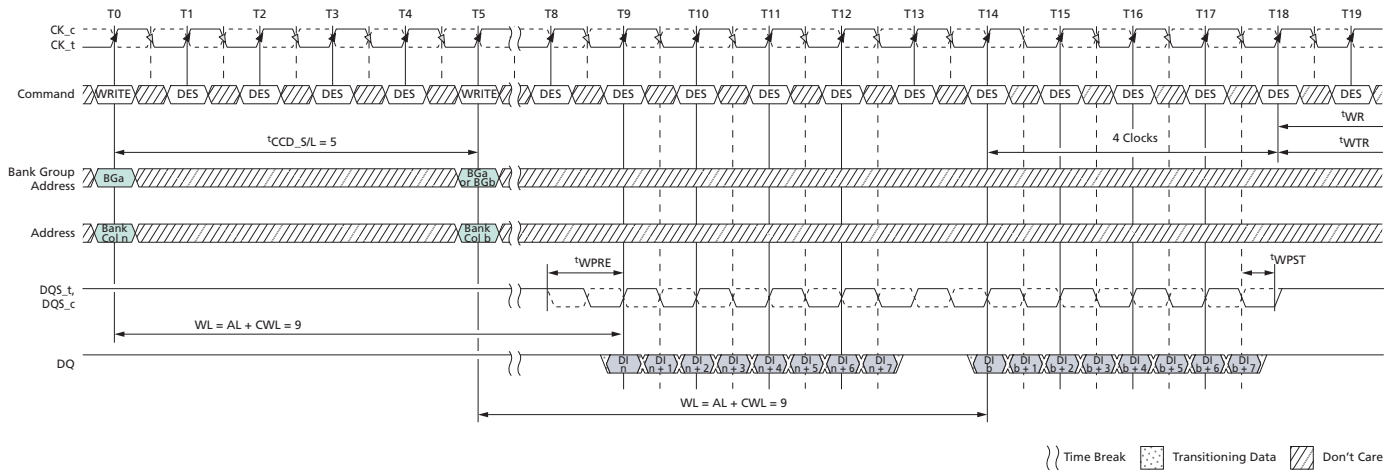 T0 T1 T2 T3 T4 T5 T8 T9 T10 T11 T12 T13 T14 T15 T16 T17 T18 T19
CK_c
CK_t
Command WRITE DES DES DES DES WRITE DES DES DES DES DES DES DES DES DES DES DES DES
tWR
tCCD_S/L = 5 4 Clocks tWTR
Bank Group
Address BGa BGa
or BGb
Address Bank
Col n Bank
Col b
tWPRE tWPST
DQS_t,
DQS_c
WL = AL + CWL = 9
DQ DI
n DI
n + 1 DI
n + 2 DI
n + 3 DI
n + 4 DI
n + 5 DI
n + 6 DI
n + 7 DI
b DI
b + 1 DI
b + 2 DI
b + 3 DI
b + 4 DI
b + 5 DI
b + 6 DI
b + 7
WL = AL + CWL = 9
Time Break Transitioning Data Don't Care